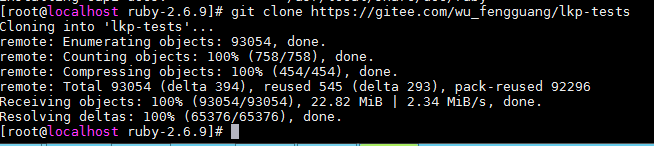 [root@localhost ruby-2.6.9]# git clone https://gitee.com/wu_fengguang/lkp-tests
Cloning into 'lkp-tests'...
remote: Enumerating objects: 93054, done.
remote: Counting objects: 100% (758/758), done.
remote: Compressing objects: 100% (454/454), done.
remote: Total 93054 (delta 394), reused 545 (delta 293), pack-reused 92296
Receiving objects: 100% (93054/93054), 22.82 MiB | 2.34 MiB/s, done.
Resolving deltas: 100% (65376/65376), done.
[root@localhost ruby-2.6.9]#